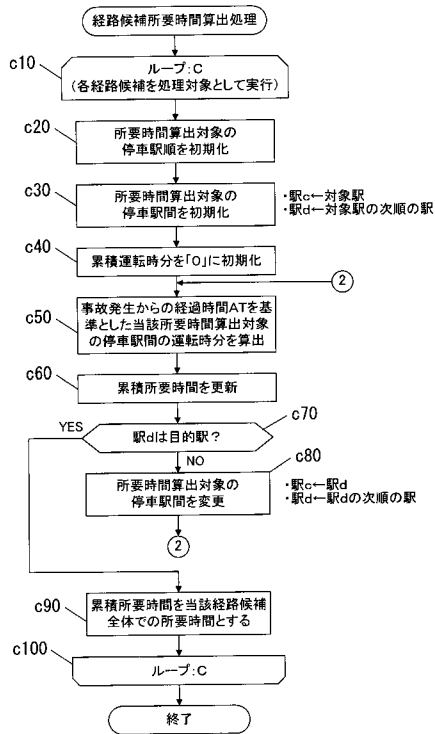 経路候補所要時間算出処理
c10
ループ:C
(各経路候補を処理対象として実行)
c20
所要時間算出対象の
停車駅順を初期化
c30
所要時間算出対象の
停車駅間を初期化
・駅c←対象駅
・駅d←対象駅の次順の駅
c40
累積運転時分を「0」に初期化
2
c50
事故発生からの経過時間ATを基
準とした当該所要時間算出対象
の停車駅間の運転時分を算出
c60
累積所要時間を更新
c70
YES
駅dは目的駅?
NO
c80
所要時間算出対象の
停車駅間を変更
・駅c←駅d
・駅d←駅dの次順の駅
2
c90
累積所要時間を当該経路候補
全体での所要時間とする
c100
ループ:C
終了